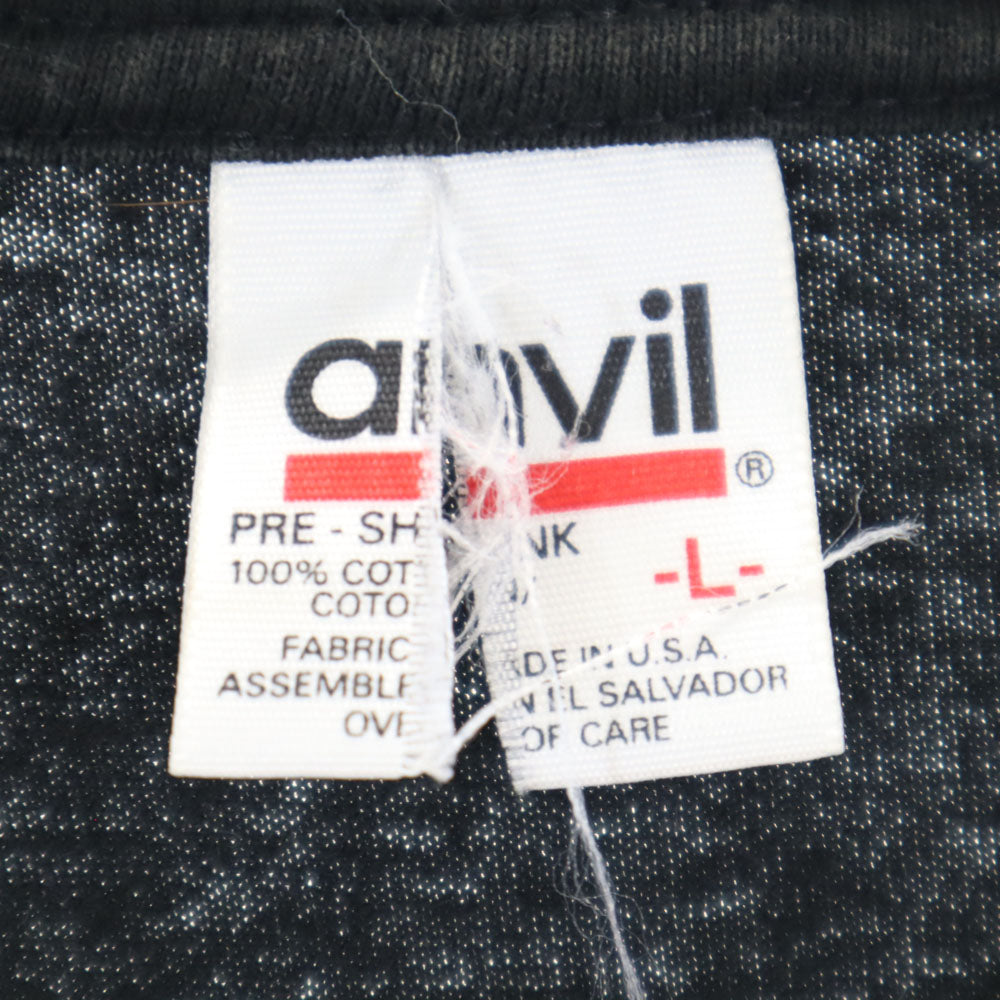 anvil ®
PRE - SH NK
100% COT -L-
COTO
FABRIC ADE IN U.S.A.
ASSEMBLE N EL SALVADOR
OVE OF CARE